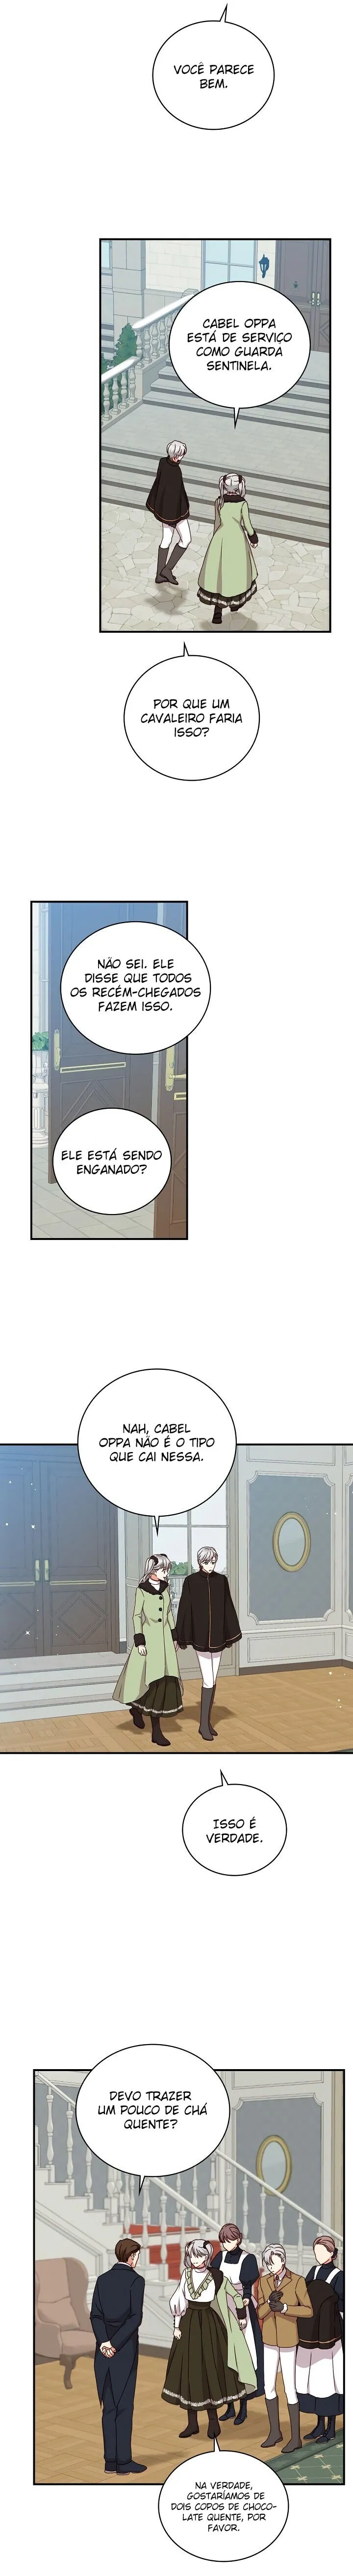 VOCÊ PARECE
BEM.
CABEL OPPA
ESTÁ DE SERVIÇO
COMO GUARDA
SENTINELA.
POR QUE UM
CAVALEIRO FARIA
ISSO?
NÃO SEI. ELE
DISSE QUE TODOS
OS RECÉM-CHEGADOS
FAZEM ISSO.
ELE ESTÁ SENDO
ENGANADO?
NAH, CABEL
OPPA NÃO É O TIPO
QUE CAI NESSA.
ISSO É
VERDADE.
DEVO TRAZER
UM POUCO DE CHÁ
QUENTE?
NA VERDADE,
GOSTARÍAMOS DE
DOIS COPOS DE CHOCO-
LATE QUENTE, POR
FAVOR.